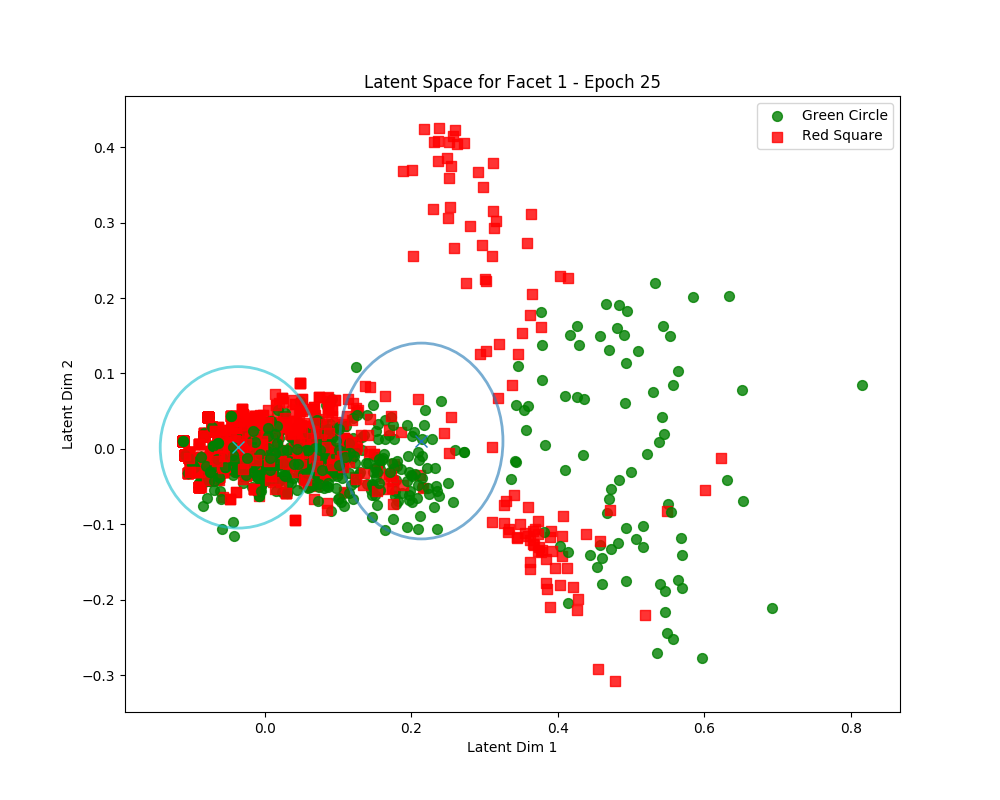 Latent Space for Facet 1 - Epoch 25
Green Circle
Red Square
Latent Dim 2
0.4
0.3
0.2
0.1
0.0
−0.1
−0.2
−0.3
0.0 0.2 0.4 0.6 0.8
Latent Dim 1